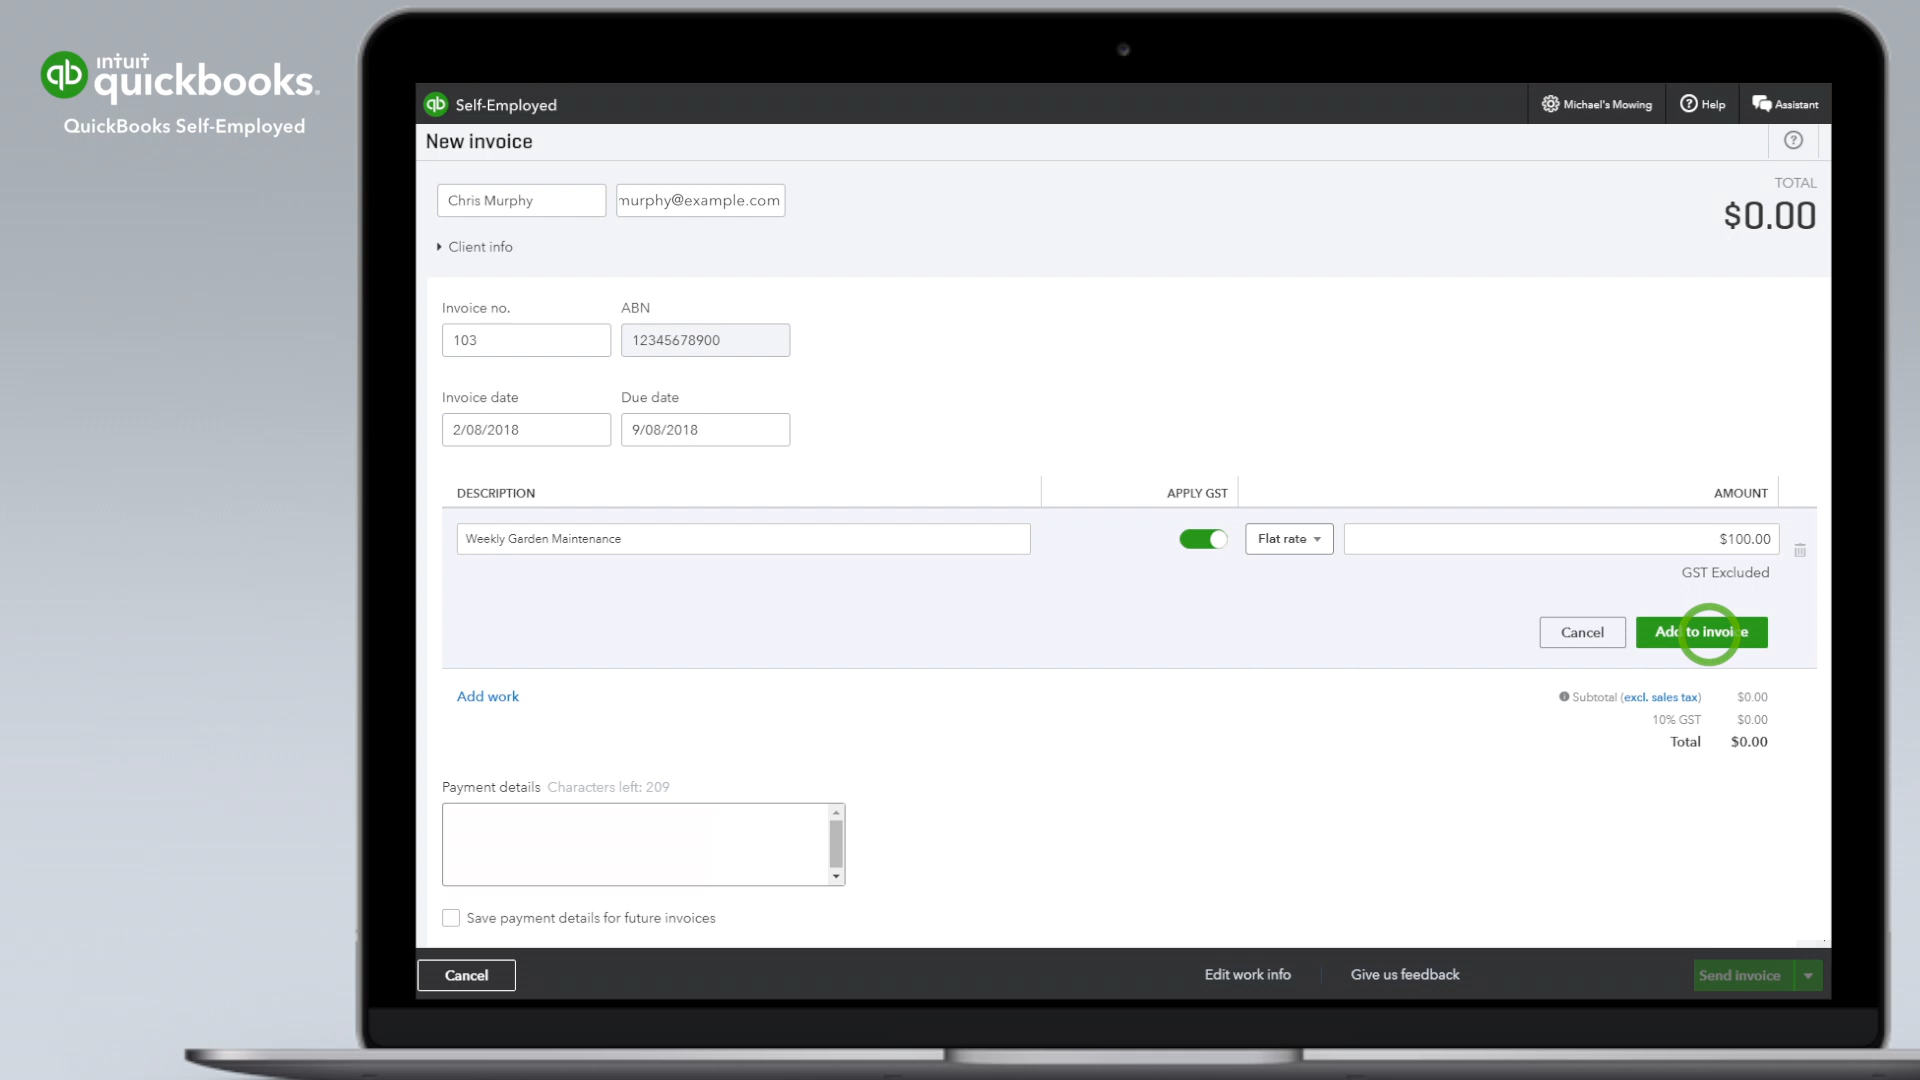 intuit
quickbooks.
QuickBooks Self-Employed
qb Self-Employed
Michael's Mowing
Help
Assistant
New invoice
TOTAL
$0.00
Chris Murphy
murphy@example.com
Client info
Invoice no.
ABN
103
12345678900
Invoice date
Due date
2/08/2018
9/08/2018
DESCRIPTION
APPLY GST
AMOUNT
Weekly Garden Maintenance
Flat rate
$100.00
GST Excluded
Cancel
Add to invoice
Add work
Subtotal (excl. sales tax) $0.00
10% GST $0.00
Total $0.00
Payment details Characters left: 209
Save payment details for future invoices
Cancel
Edit work info
Give us feedback
Send invoice